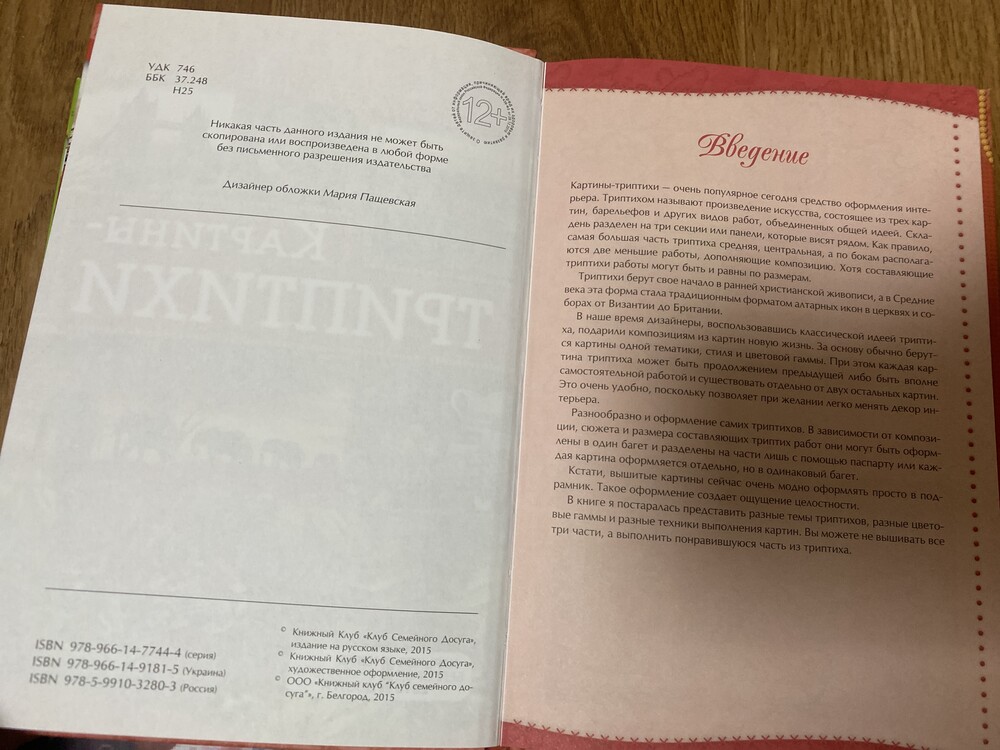 УДК 746
ББК 37.248
Н25
12+
Никакая часть данного издания не может быть
скопирована или воспроизведена в любой форме
без письменного разрешения издательства
Дизайнер обложки Мария Пащевская
КАРТИНЫ-
ТРИПТИХИ
ISBN 978-966-14-7744-4 (серия)
ISBN 978-966-14-9181-5 (Украина)
ISBN 978-5-9910-3280-3 (Россия)
© Книжный Клуб «Клуб Семейного Досуга»,
издание на русском языке, 2015
© Книжный Клуб «Клуб Семейного Досуга»,
художественное оформление, 2015
© ООО «Книжный клуб "Клуб семейного до-
суга"», г. Белгород, 2015
Введение
Картины-триптихи — очень популярное сегодня средство оформления инте-
рьера. Триптихом называют произведение искусства, состоящее из трех кар-
тин, барельефов и других видов работ, объединенных общей идеей. Скла-
день разделен на три секции или панели, которые висят рядом. Как правило,
самая большая часть триптиха средняя, центральная, а по бокам располага-
ются две меньшие работы, дополняющие композицию. Хотя составляющие
триптихи работы могут быть и равны по размерам.
Триптихи берут свое начало в ранней христианской живописи, а в Средние
века эта форма стала традиционным форматом алтарных икон в церквях и со-
борах от Византии до Британии.
В наше время дизайнеры, воспользовавшись классической идеей трипти-
ха, подарили композициям из картин новую жизнь. За основу обычно берут-
ся картины одной тематики, стиля и цветовой гаммы. При этом каждая кар-
тина триптиха может быть продолжением предыдущей либо быть вполне
самостоятельной работой и существовать отдельно от двух остальных картин.
Это очень удобно, поскольку позволяет при желании легко менять декор ин-
терьера.
Разнообразно и оформление самих триптихов. В зависимости от компози-
ции, сюжета и размера составляющих триптих работ они могут быть оформ-
лены в один багет и разделены на части лишь с помощью паспарту или каж-
дая картина оформляется отдельно, но в одинаковый багет.
Кстати, вышитые картины сейчас очень модно оформлять просто в под-
рамник. Такое оформление создает ощущение целостности.
В книге я постаралась представить разные темы триптихов, разные цвето-
вые гаммы и разные техники выполнения картин. Вы можете не вышивать все
три части, а выполнить понравившуюся часть из триптиха.